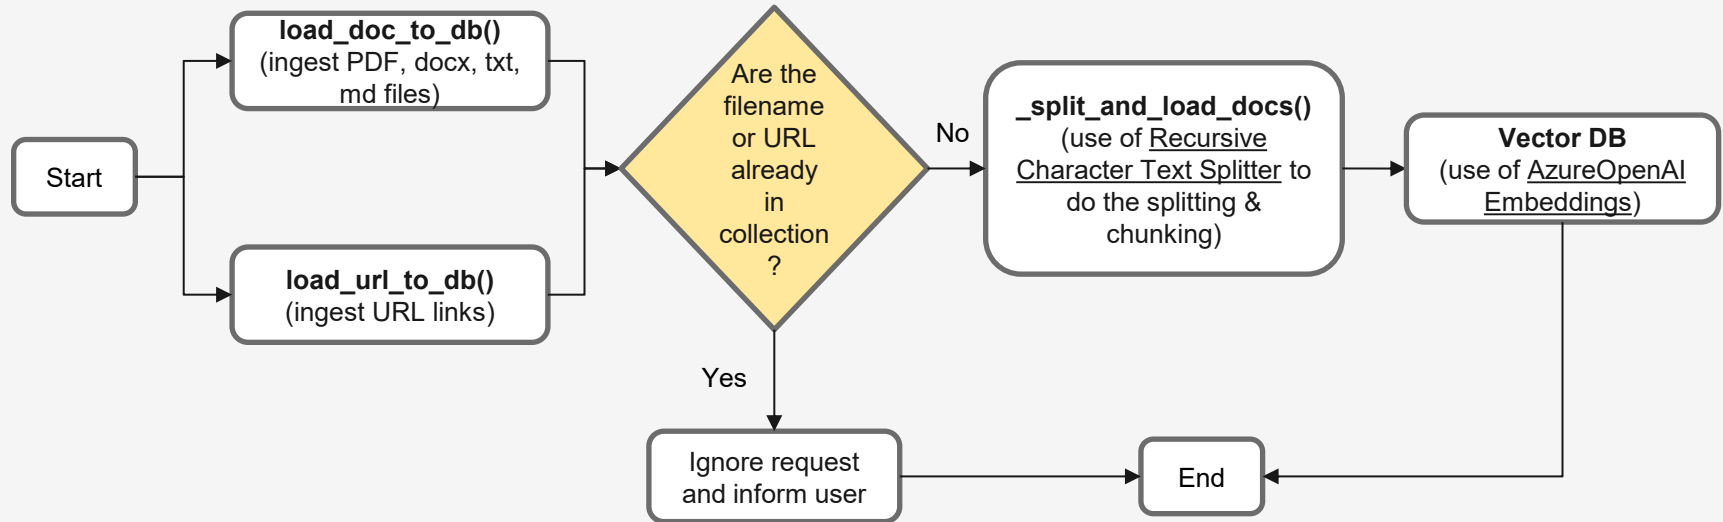 Start
load_doc_to_db()
(ingest PDF, docx, txt,
md files)
load_url_to_db()
(ingest URL links)
Are the
filename
or URL
already
in
collection
?
No
_split_and_load_docs()
(use of Recursive
Character Text Splitter to
do the splitting &
chunking)
Vector DB
(use of AzureOpenAI
Embeddings)
Yes
Ignore request
and inform user
End